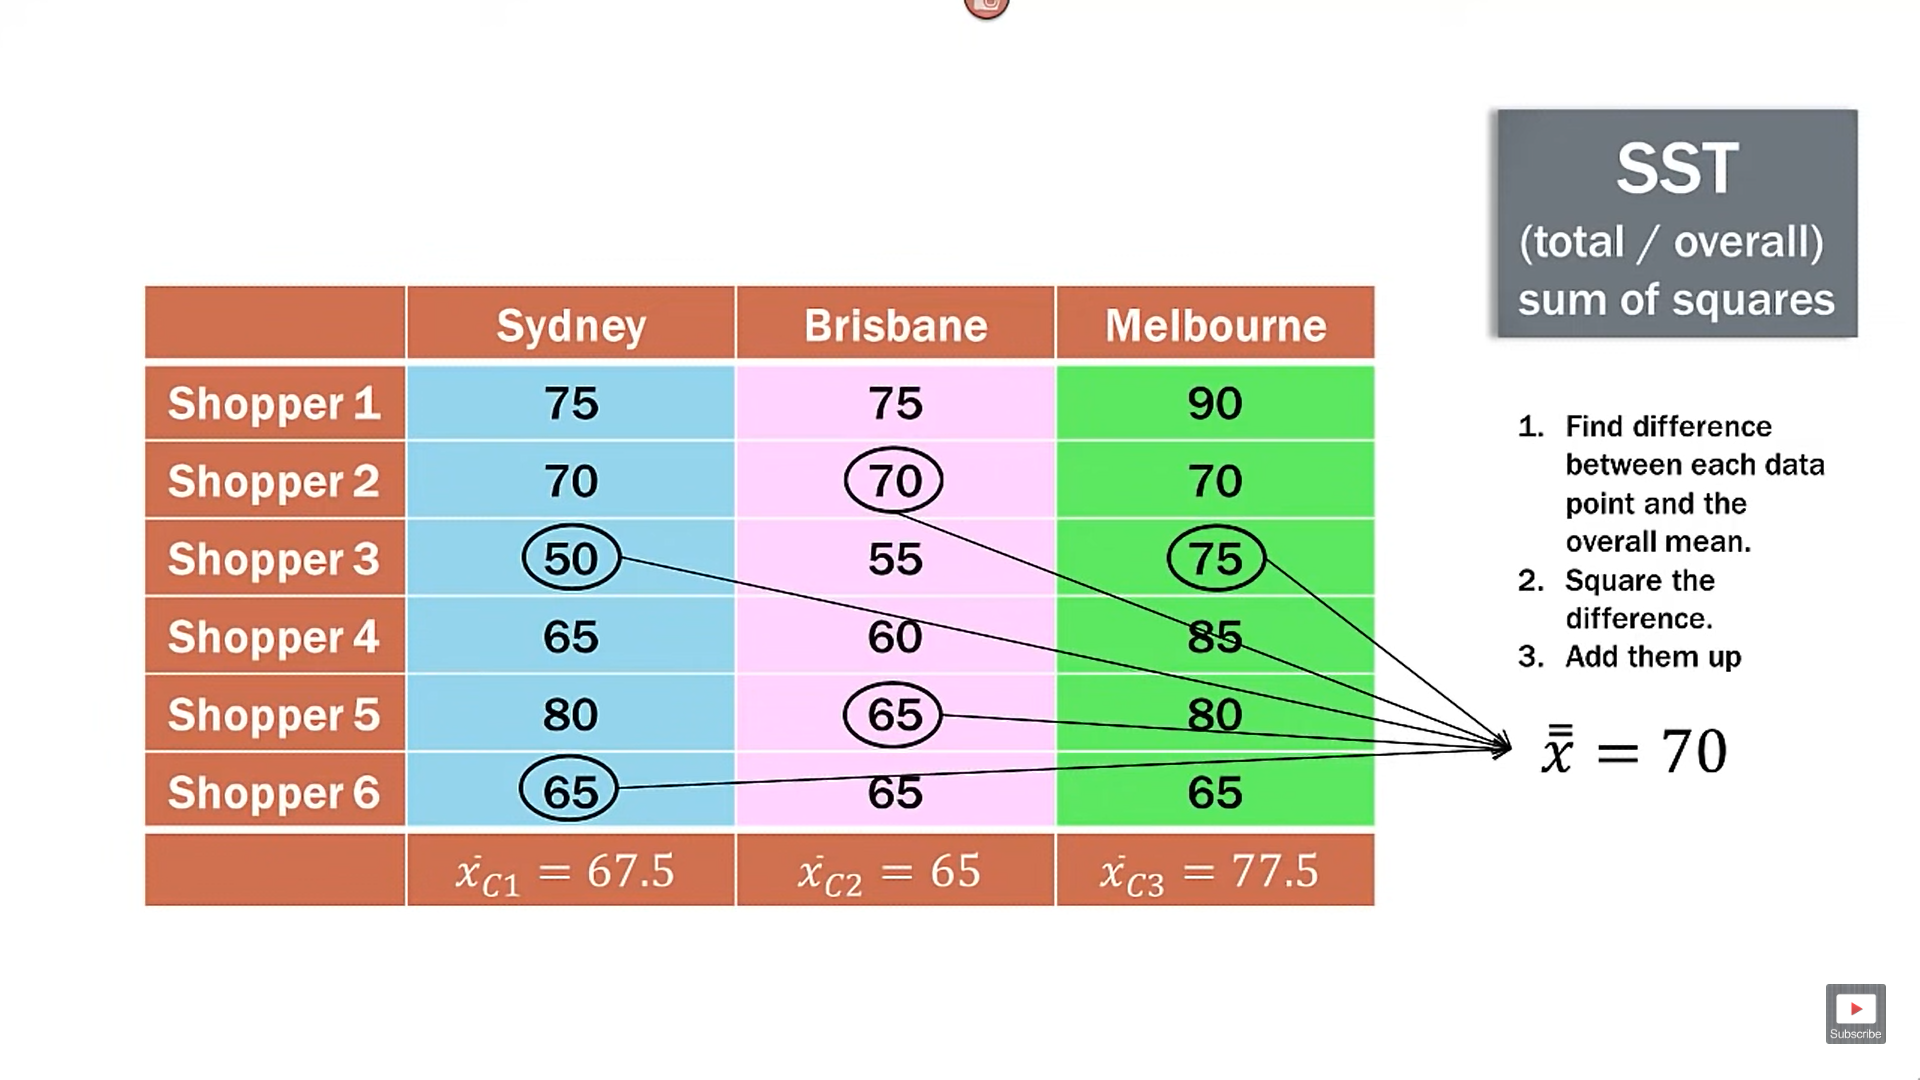 SST
(total / overall)
sum of squares
Sydney Brisbane Melbourne
Shopper 1 75 75 90
Shopper 2 70 70 70
Shopper 3 50 55 75
Shopper 4 65 60 85
Shopper 5 80 65 80
Shopper 6 65 65 65
x̄C1 = 67.5 x̄C2 = 65 x̄C3 = 77.5
1. Find difference
between each data
point and the
overall mean.
2. Square the
difference.
3. Add them up
x̿ = 70
Subscribe